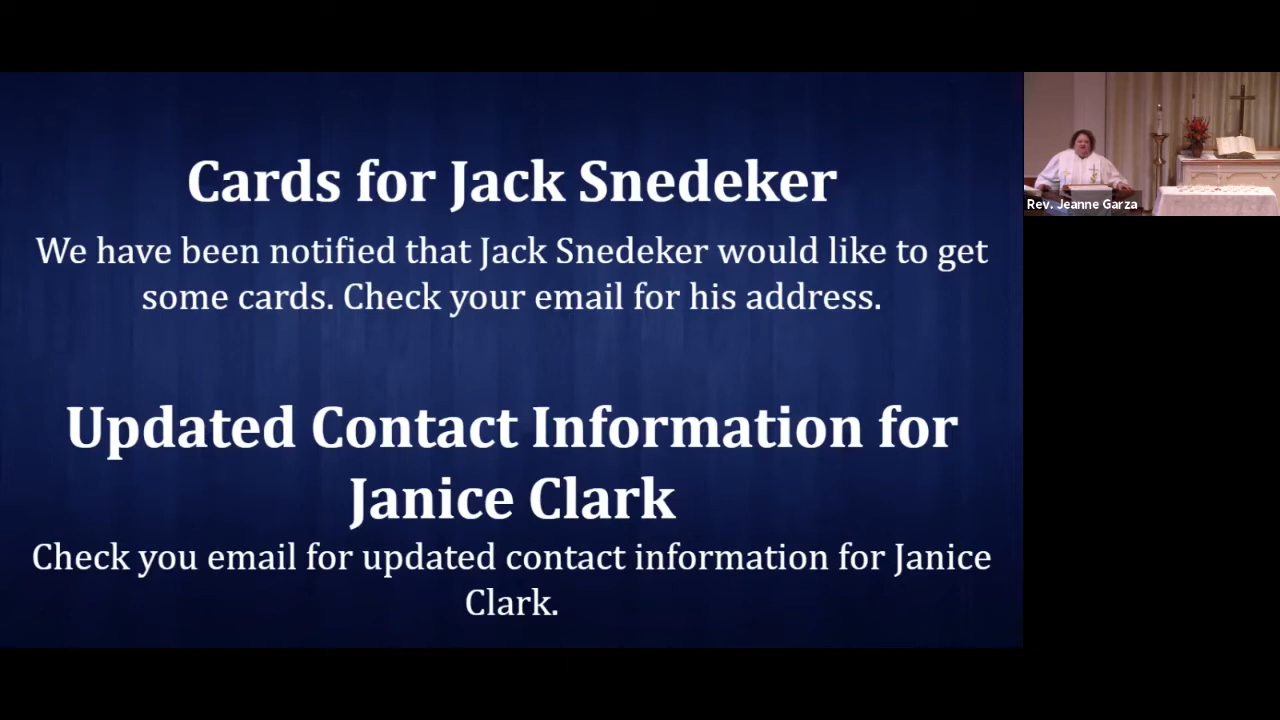 Cards for Jack Snedeker
We have been notified that Jack Snedeker would like to get
some cards. Check your email for his address.
Updated Contact Information for
Janice Clark
Check you email for updated contact information for Janice
Clark.
Rev. Jeanne Garza